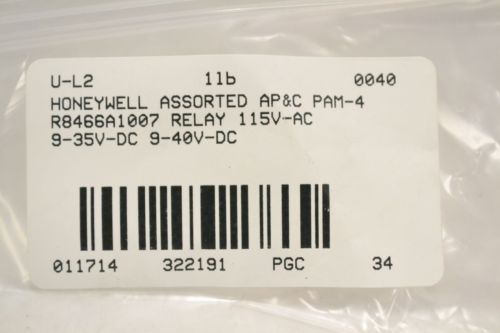 U-L2 1lb 0040
HONEYWELL ASSORTED AP&C PAM-4
R8466A1007 RELAY 115V-AC
9-35V-DC 9-40V-DC
011714 322191 PGC 34